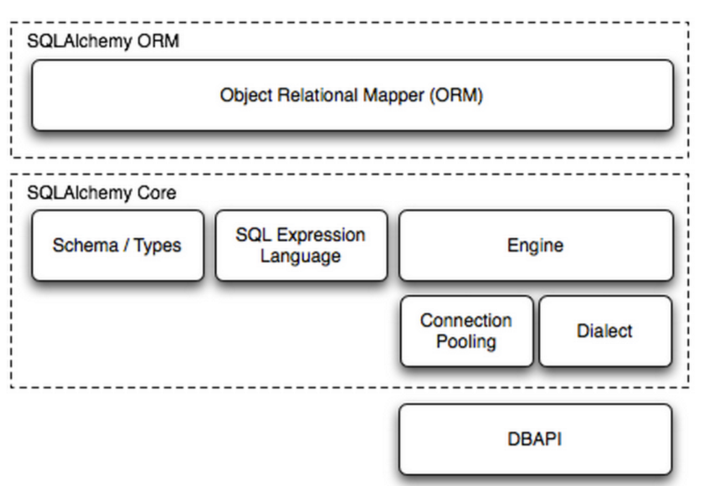 SQLAlchemy ORM
Object Relational Mapper (ORM)
SQLAlchemy Core
Schema / Types
SQL Expression
Language
Engine
Connection
Pooling
Dialect
DBAPI